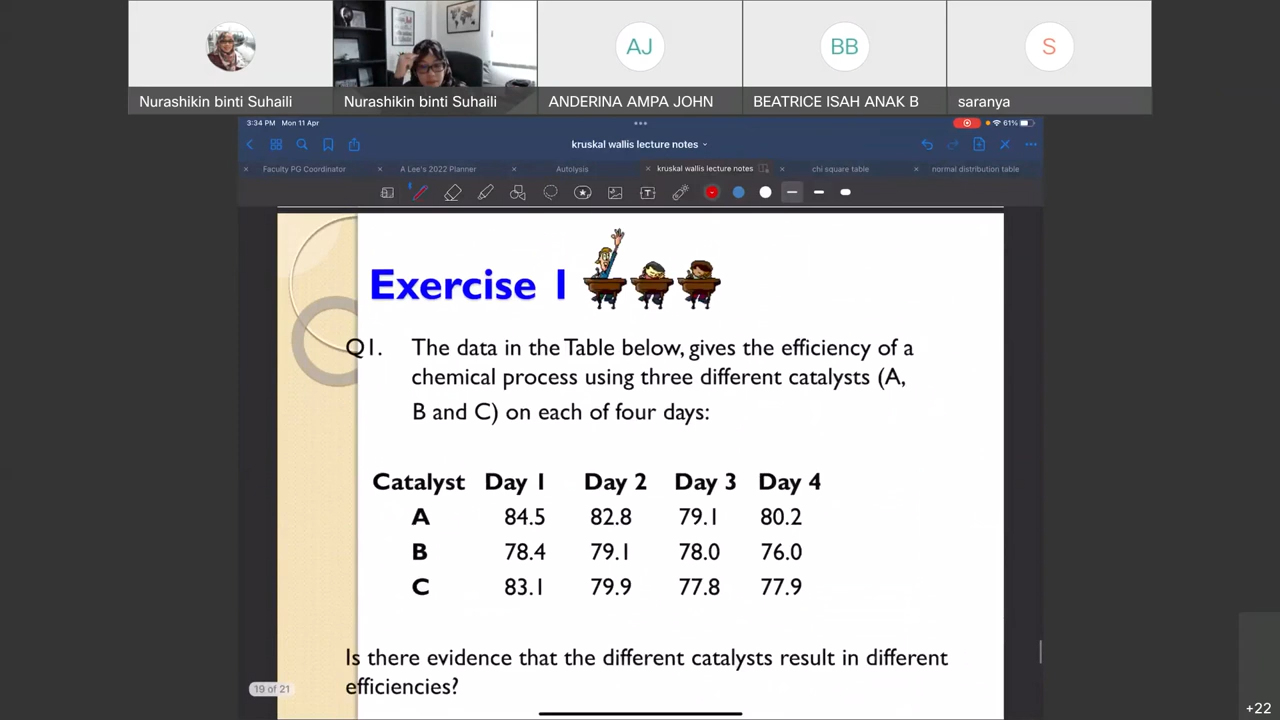 AJ
BB
S
Nurashikin binti Suhaili
Nurashikin binti Suhaili
ANDERINA AMPA JOHN
BEATRICE ISAH ANAK B
saranya
3:34 PM Mon 11 Apr
61%
kruskal wallis lecture notes
Faculty PG Coordinator
A Lee's 2022 Planner
Autolysis
kruskal wallis lecture notes
chi square table
normal distribution table
Exercise 1
Q1. The data in the Table below, gives the efficiency of a
chemical process using three different catalysts (A,
B and C) on each of four days:
Catalyst Day 1 Day 2 Day 3 Day 4
A 84.5 82.8 79.1 80.2
B 78.4 79.1 78.0 76.0
C 83.1 79.9 77.8 77.9
Is there evidence that the different catalysts result in different
efficiencies?
19 of 21
+22